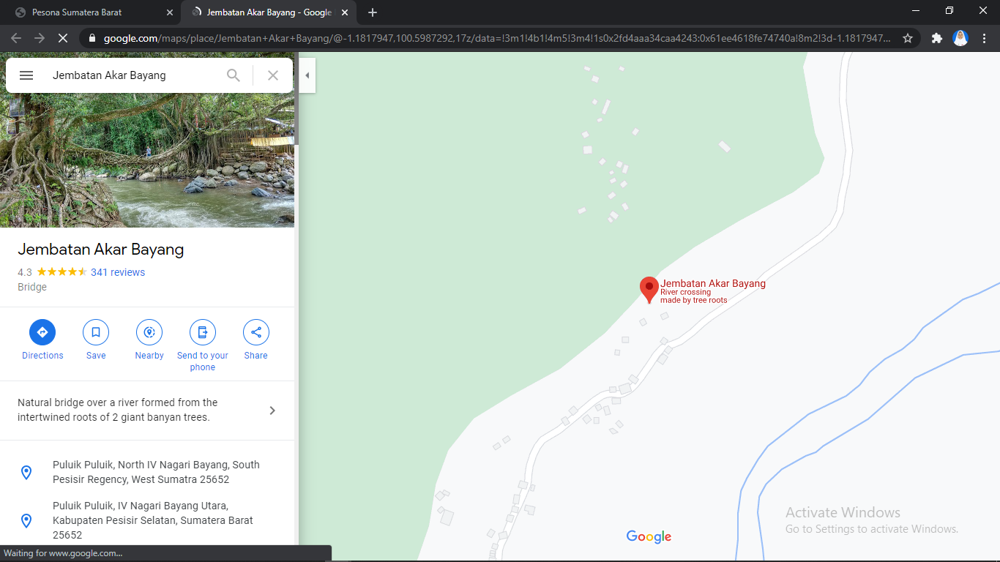 Pesona Sumatera Barat
Jembatan Akar Bayang - Google
google.com/maps/place/Jembatan+Akar+Bayang/@-1.1817947,100.5987292,17z/data=!3m1!4b1!4m5!3m4!1s0x2fd4aaa34caa4243:0x61ee4618fe74740a!8m2!3d-1.1817947...
Jembatan Akar Bayang
Jembatan Akar Bayang
4.3 341 reviews
Bridge
Directions
Save
Nearby
Send to your
phone
Share
Natural bridge over a river formed from the
intertwined roots of 2 giant banyan trees.
Puluik Puluik, North IV Nagari Bayang, South
Pesisir Regency, West Sumatra 25652
Puluik Puluik, IV Nagari Bayang Utara,
Kabupaten Pesisir Selatan, Sumatera Barat
25652
Waiting for www.google.com...
Jembatan Akar Bayang
River crossing
made by tree roots
Google
Activate Windows
Go to Settings to activate Windows.